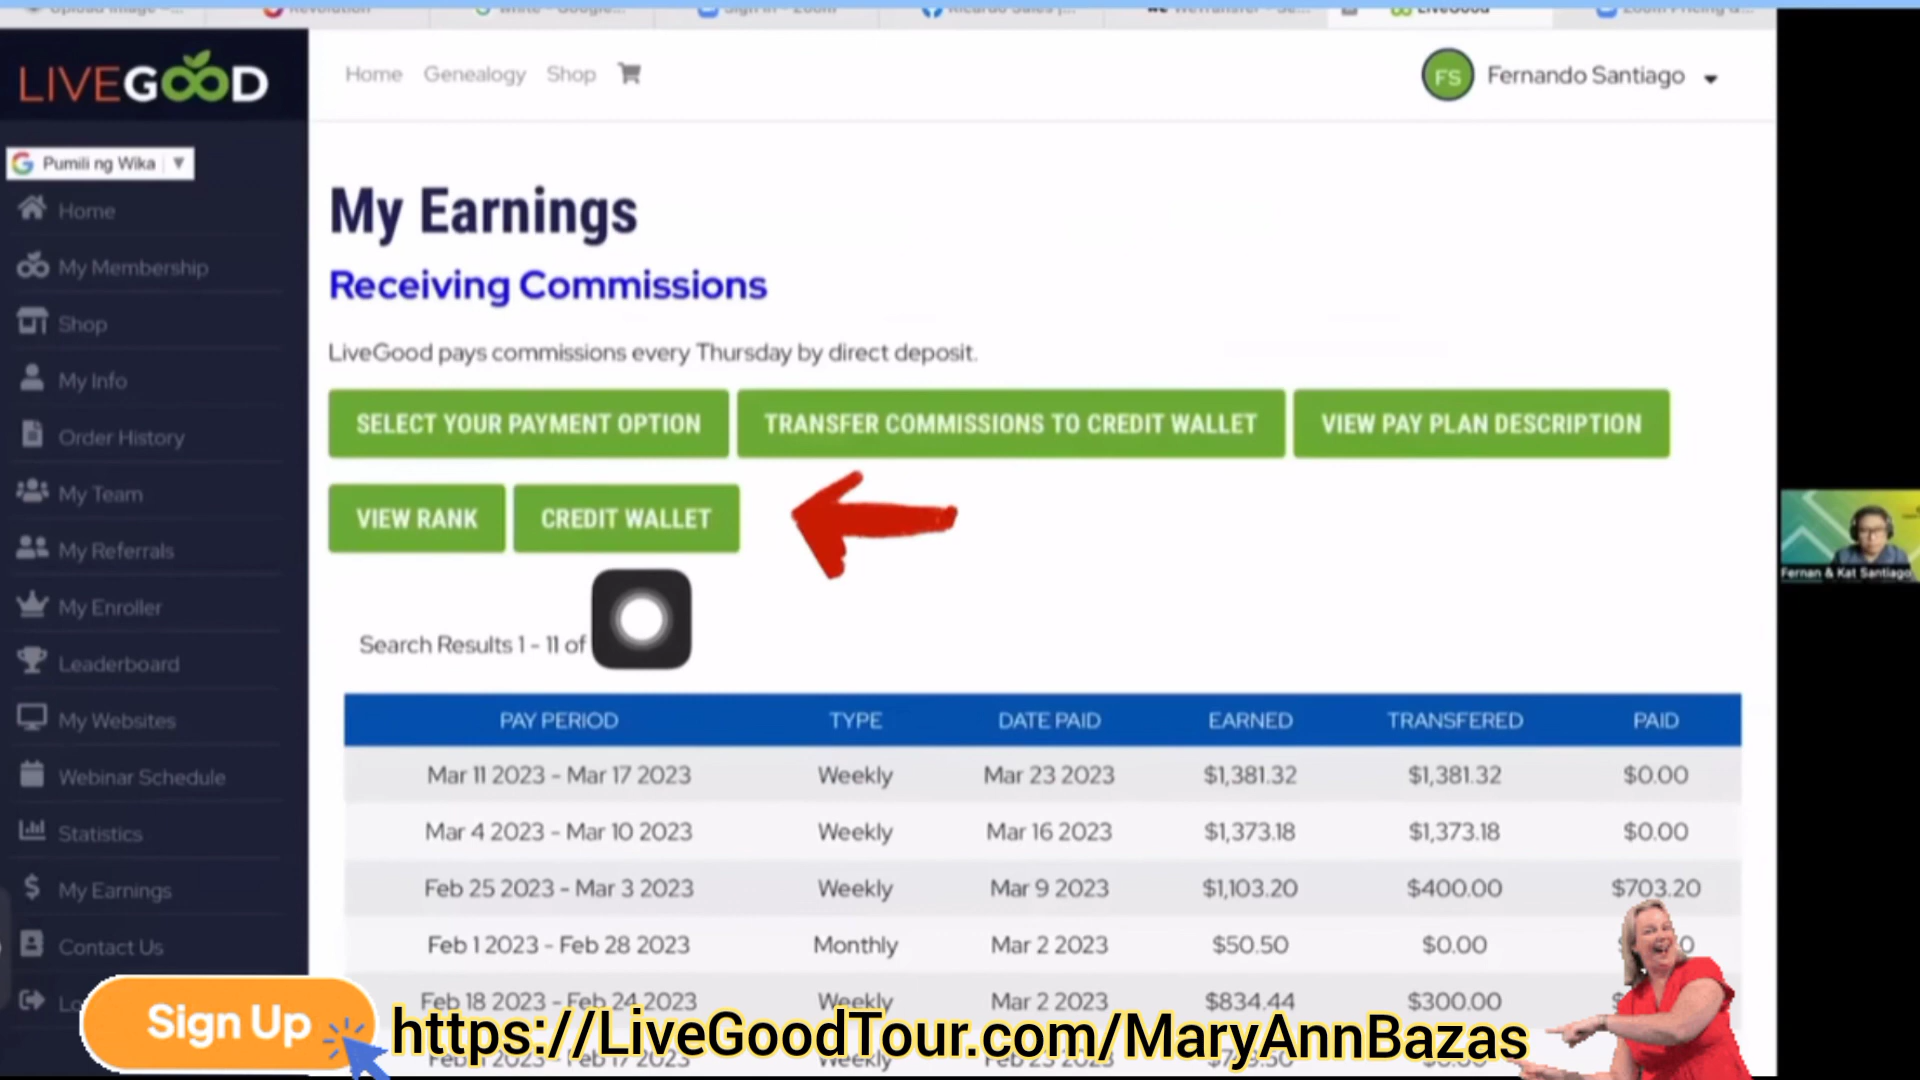 LIVEGOOD
Home Genealogy Shop
FS Fernando Santiago
Pumili ng Wika
Home
My Membership
Shop
My Info
Order History
My Team
My Referrals
My Enroller
Leaderboard
My Websites
Webinar Schedule
Statistics
My Earnings
Contact Us
My Earnings
Receiving Commissions
LiveGood pays commissions every Thursday by direct deposit.
SELECT YOUR PAYMENT OPTION TRANSFER COMMISSIONS TO CREDIT WALLET VIEW PAY PLAN DESCRIPTION
VIEW RANK CREDIT WALLET
Search Results 1 - 11 of
PAY PERIOD TYPE DATE PAID EARNED TRANSFERED PAID
Mar 11 2023 - Mar 17 2023 Weekly Mar 23 2023 $1,381.32 $1,381.32 $0.00
Mar 4 2023 - Mar 10 2023 Weekly Mar 16 2023 $1,373.18 $1,373.18 $0.00
Feb 25 2023 - Mar 3 2023 Weekly Mar 9 2023 $1,103.20 $400.00 $703.20
Feb 1 2023 - Feb 28 2023 Monthly Mar 2 2023 $50.50 $0.00
Feb 18 2023 - Feb 24 2023 Weekly Mar 2 2023 $834.44 $300.00
Fernan & Kat Santiago
Sign Up
https://LiveGoodTour.com/MaryAnnBazas